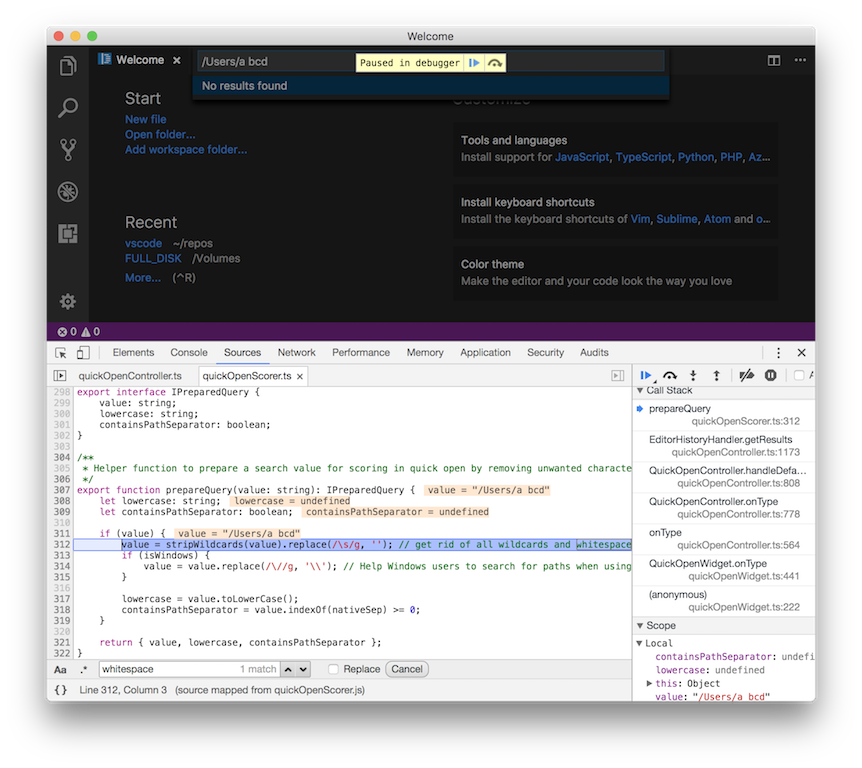 Welcome
Welcome ×
/Users/a bcd
Paused in debugger
No results found
Start
New file
Open folder...
Add workspace folder...
Recent
vscode ~/repos
FULL_DISK /Volumes
More... (^R)
Customize
Tools and languages
Install support for JavaScript, TypeScript, Python, PHP, Az...
Install keyboard shortcuts
Install the keyboard shortcuts of Vim, Sublime, Atom and o...
Color theme
Make the editor and your code look the way you love
0 0
Elements Console Sources Network Performance Memory Application Security Audits
quickOpenController.ts quickOpenScorer.ts ×
298 export interface IPreparedQuery {
299 value: string;
300 lowercase: string;
301 containsPathSeparator: boolean;
302 }
303
304 /**
305 * Helper function to prepare a search value for scoring in quick open by removing unwanted characte
306 */
307 export function prepareQuery(value: string): IPreparedQuery { value = "/Users/a bcd"
308 let lowercase: string; lowercase = undefined
309 let containsPathSeparator: boolean; containsPathSeparator = undefined
310
311 if (value) { value = "/Users/a bcd"
312 value = stripWildcards(value).replace(/\s/g, ''); // get rid of all wildcards and whitespace
313 if (isWindows) {
314 value = value.replace(/\//g, '\\'); // Help Windows users to search for paths when using
315 }
316
317 lowercase = value.toLowerCase();
318 containsPathSeparator = value.indexOf(nativeSep) >= 0;
319 }
320
321 return { value, lowercase, containsPathSeparator };
322 }
Aa .* whitespace 1 match Replace Cancel
{} Line 312, Column 3 (source mapped from quickOpenScorer.js)
Call Stack
prepareQuery
quickOpenScorer.ts:312
EditorHistoryHandler.getResults
quickOpenController.ts:1173
QuickOpenController.handleDefa...
quickOpenController.ts:808
QuickOpenController.onType
quickOpenController.ts:778
onType
quickOpenController.ts:564
QuickOpenWidget.onType
quickOpenWidget.ts:441
(anonymous)
quickOpenWidget.ts:222
Scope
Local
containsPathSeparator: undefi
lowercase: undefined
this: Object
value: "/Users/a bcd"